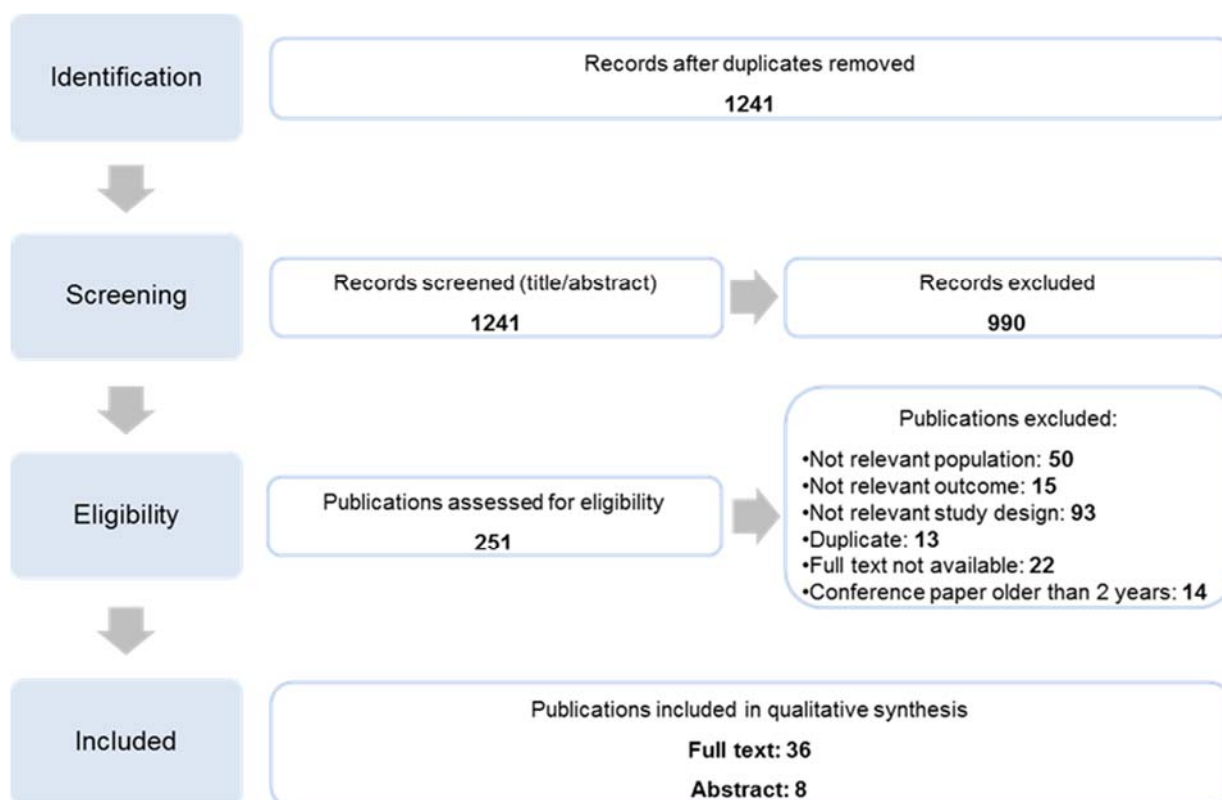 Identification
Records after duplicates removed
1241
Screening
Records screened (title/abstract)
1241
Records excluded
990
Eligibility
Publications assessed for eligibility
251
Publications excluded:
•Not relevant population: 50
•Not relevant outcome: 15
•Not relevant study design: 93
•Duplicate: 13
•Full text not available: 22
•Conference paper older than 2 years: 14
Included
Publications included in qualitative synthesis
Full text: 36
Abstract: 8